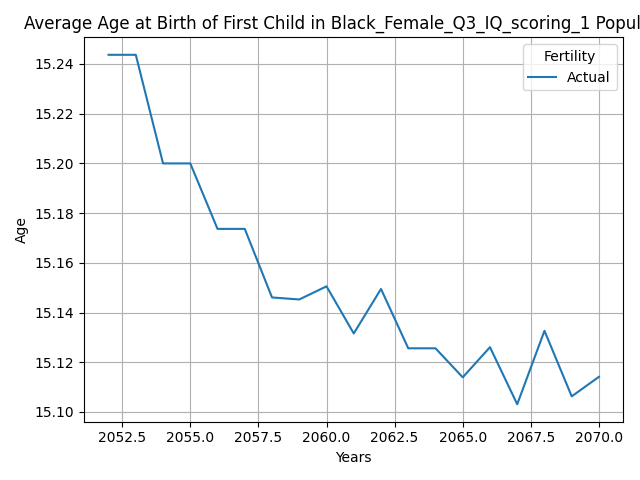 Average Age at Birth of First Child in Black_Female_Q3_IQ_scoring_1 Popul
Fertility
Actual
15.24
15.22
15.20
15.18
15.16
15.14
15.12
15.10
Age
2052.5 2055.0 2057.5 2060.0 2062.5 2065.0 2067.5 2070.0
Years